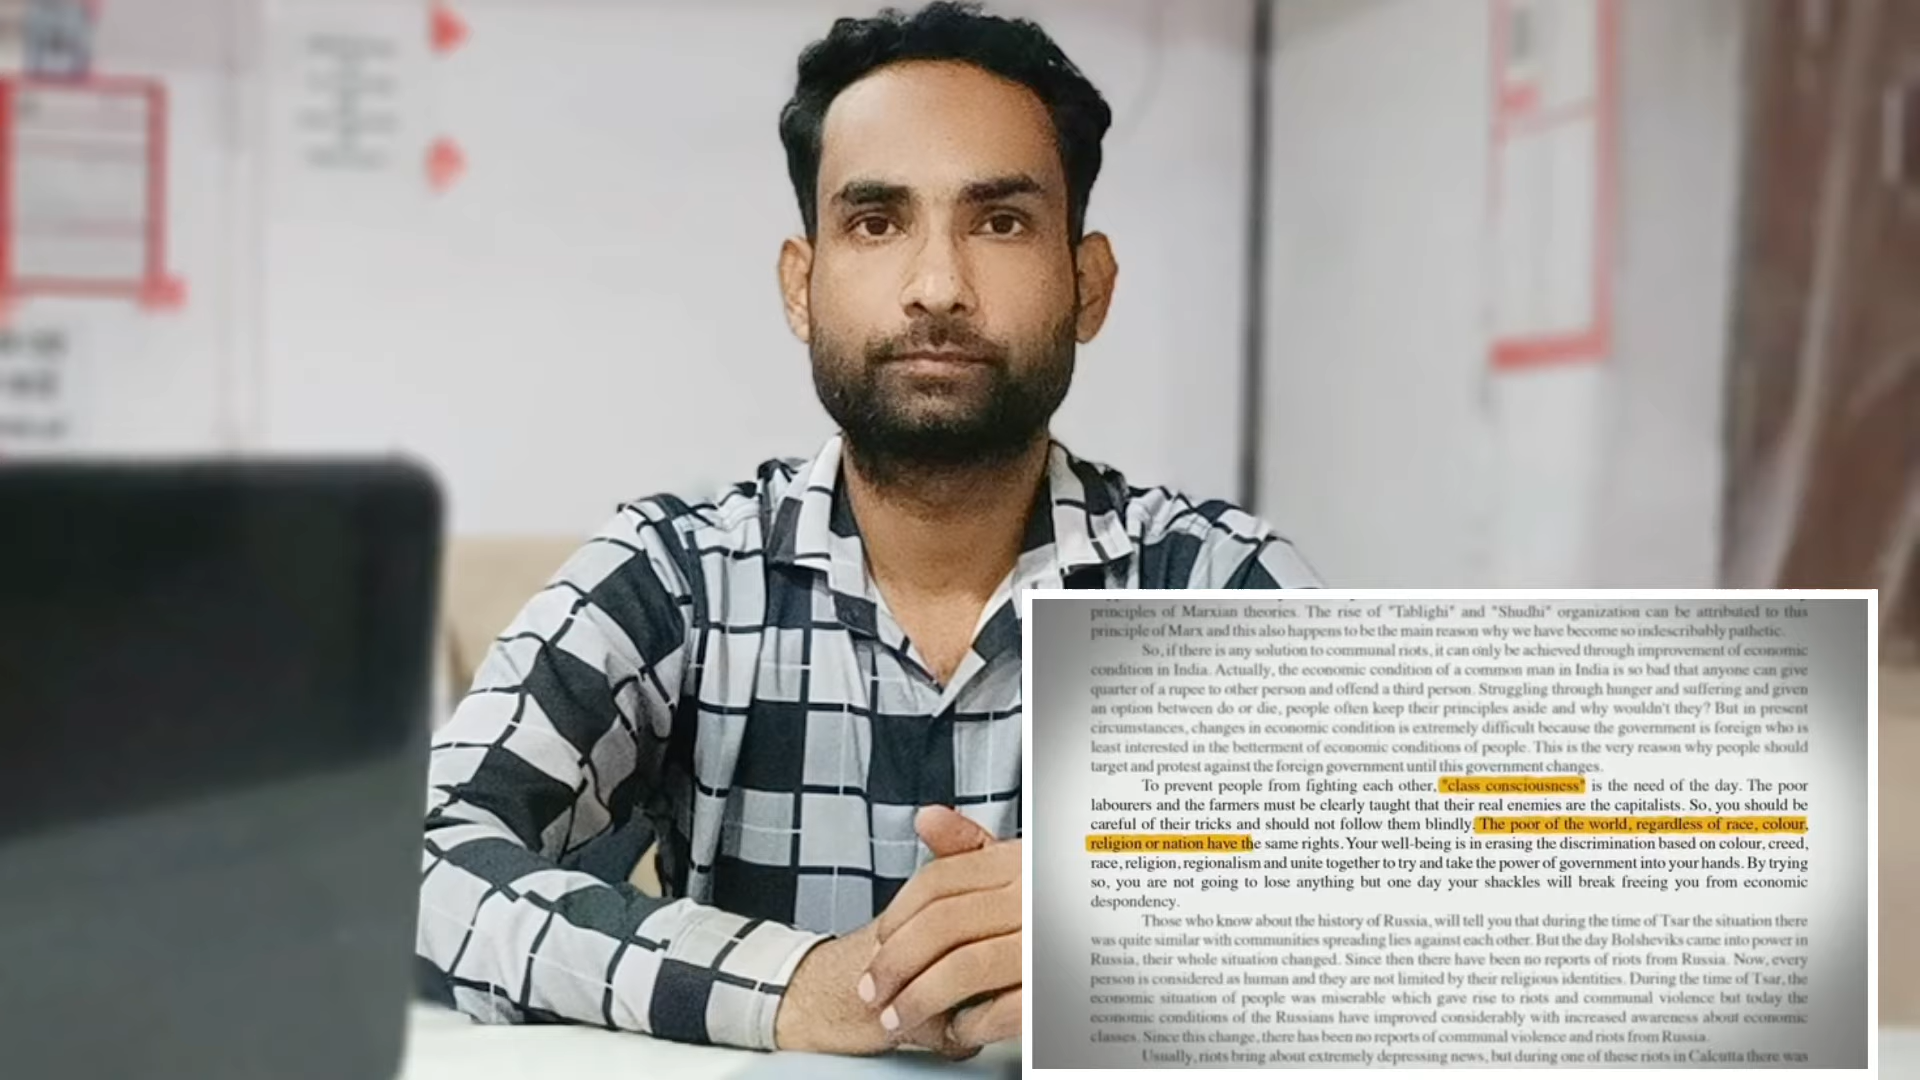 principles of Marxian theories. The rise of "Tablighi" and "Shudhi" organization can be attributed to this
principle of Marx and this also happens to be the main reason why we have become so indescribably pathetic.
So, if there is any solution to communal riots, it can only be achieved through improvement of economic
condition in India. Actually, the economic condition of a common man in India is so bad that anyone can give
quarter of a rupee to other person and offend a third person. Struggling through hunger and suffering and given
an option between do or die, people often keep their principles aside and why wouldn't they? But in present
circumstances, changes in economic condition is extremely difficult because the government is foreign who is
least interested in the betterment of economic conditions of people. This is the very reason why people should
target and protest against the foreign government until this government changes.
To prevent people from fighting each other, "class consciousness" is the need of the day. The poor
labourers and the farmers must be clearly taught that their real enemies are the capitalists. So, you should be
careful of their tricks and should not follow them blindly. The poor of the world, regardless of race, colour,
religion or nation have the same rights. Your well-being is in erasing the discrimination based on colour, creed,
race, religion, regionalism and unite together to try and take the power of government into your hands. By trying
so, you are not going to lose anything but one day your shackles will break freeing you from economic
despondency.
Those who know about the history of Russia, will tell you that during the time of Tsar the situation there
was quite similar with communities spreading lies against each other. But the day Bolsheviks came into power in
Russia, their whole situation changed. Since then there have been no reports of riots from Russia. Now, every
person is considered as human and they are not limited by their religious identities. During the time of Tsar, the
economic situation of people was miserable which gave rise to riots and communal violence but today the
economic conditions of the Russians have improved considerably with increased awareness about economic
classes. Since this change, there has been no reports of communal violence and riots from Russia.
Usually, riots bring about extremely depressing news, but during one of these riots in Calcutta there was